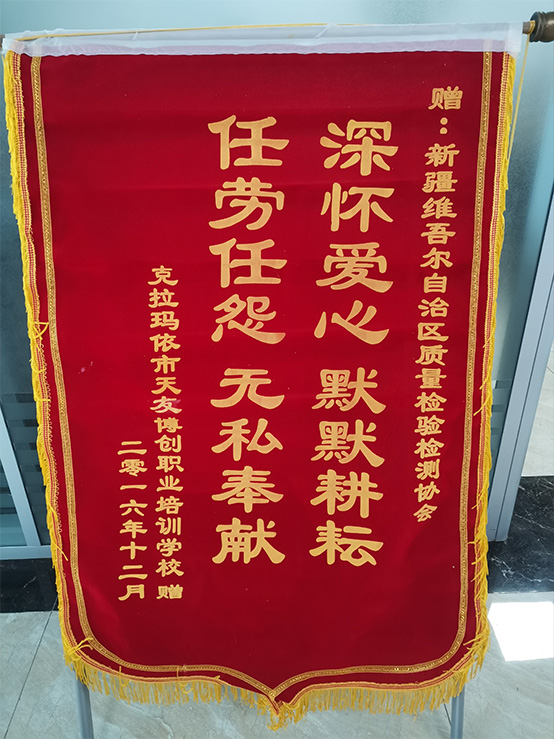 赠：新疆维吾尔自治区质量检验检测协会
深怀爱心 默默耕耘
任劳任怨 无私奉献
克拉玛依市天友博创职业培训学校 赠
二零一六年十二月